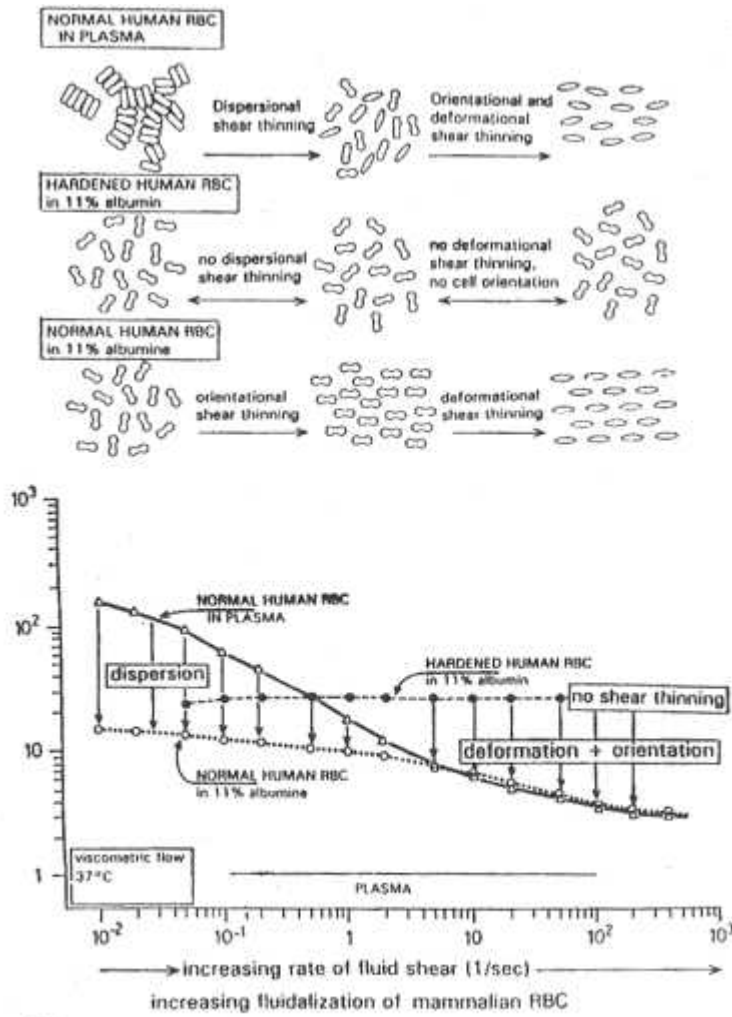 NORMAL HUMAN RBC
IN PLASMA
Dispersional
shear thinning
Orientational and
deformational
shear thinning
HARDENED HUMAN RBC
in 11% albumin
no dispersional
shear thinning
no deformational
shear thinning,
no cell orientation
NORMAL HUMAN RBC
in 11% albumine
orientational
shear thinning
deformational
shear thinning
10³
10²
10
1
NORMAL HUMAN RBC
IN PLASMA
dispersion
HARDENED HUMAN RBC
in 11% albumin
no shear thinning
deformation + orientation
NORMAL HUMAN RBC
in 11% albumine
viscometric flow
37°C
PLASMA
10⁻² 10⁻¹ 1 10 10² 10³
increasing rate of fluid shear (1/sec)
increasing fluidalization of mammalian RBC